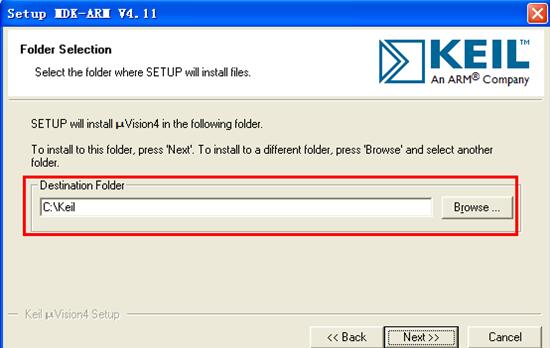 Setup MDK-ARM V4.11
Folder Selection
Select the folder where SETUP will install files.
KEIL™
An ARM® Company
SETUP will install µVision4 in the following folder.
To install to this folder, press 'Next'. To install to a different folder, press 'Browse' and select another
folder.
Destination Folder
C:\Keil
Browse ...
Keil µVision4 Setup
<< Back
Next >>
Cancel